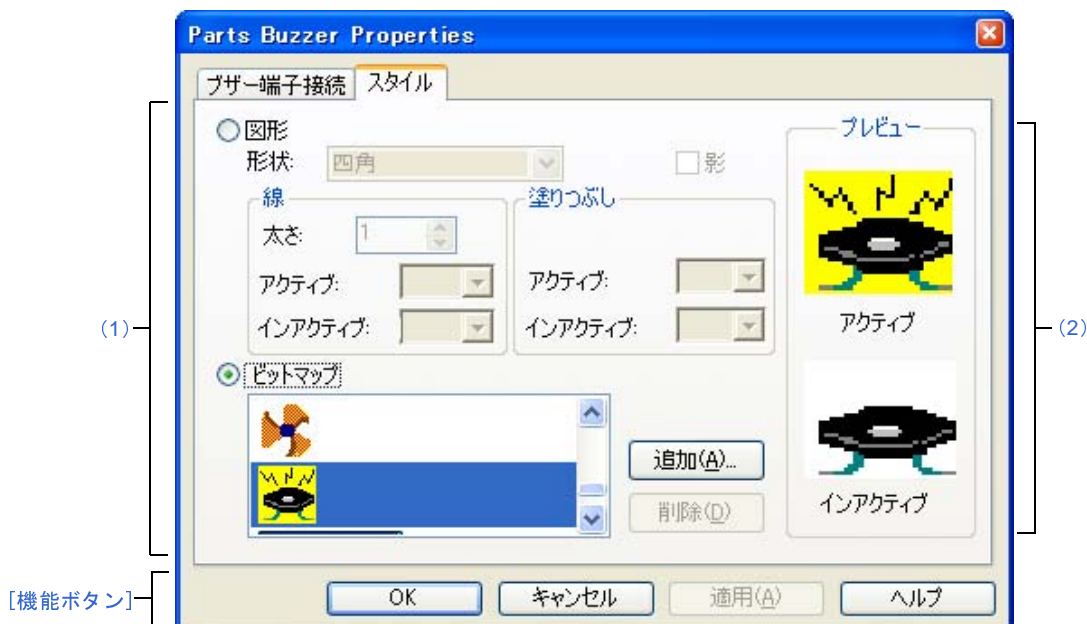 Parts Buzzer Properties
ブザー端子接続 スタイル
図形
形状: 四角 影
線
太さ: 1
アクティブ:
インアクティブ:
塗りつぶし
アクティブ:
インアクティブ:
ビットマップ
追加(A)...
削除(D)
プレビュー
アクティブ
インアクティブ
(1)
(2)
[機能ボタン]
OK キャンセル 適用(A) ヘルプ